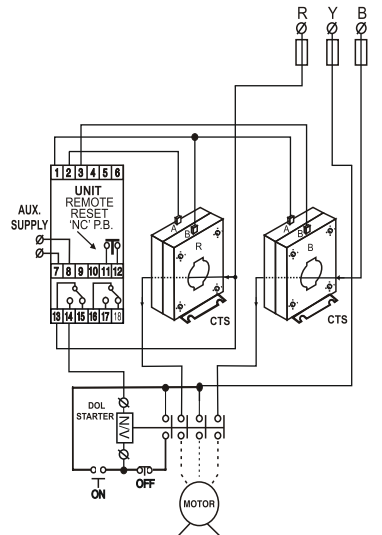 R Y B
1 2 3 4 5 6
UNIT
REMOTE
RESET
'NC' P.B.
AUX.
SUPPLY
7 8 9 10 11 12
13 14 15 16 17 18
A
B
R
CTS
A
B
B
CTS
DOL
STARTER
N/V
ON
OFF
MOTOR